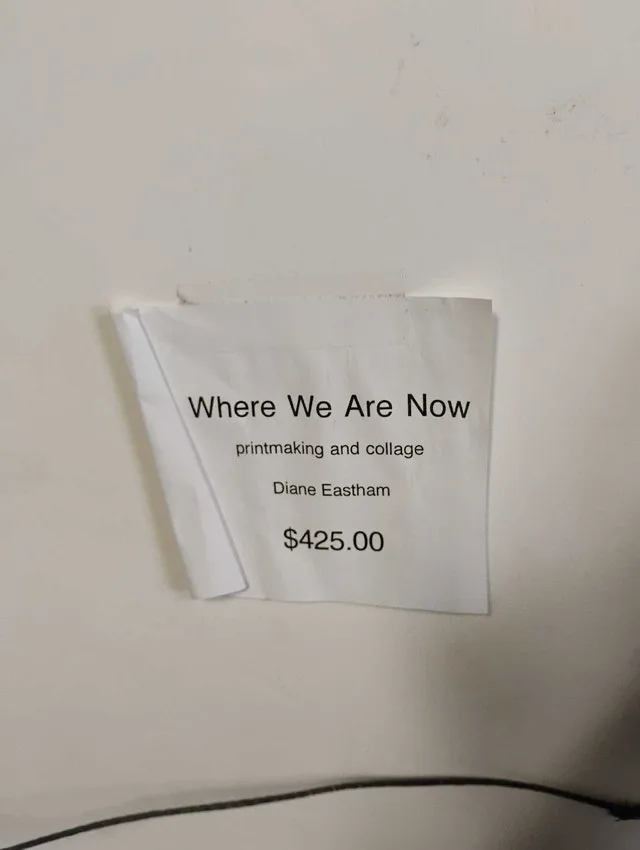 Where We Are Now
printmaking and collage
Diane Eastham
$425.00